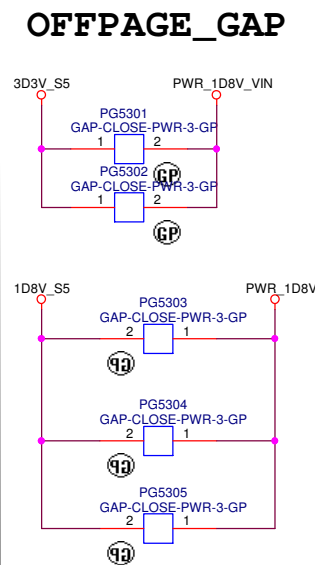 OFFPAGE_GAP
3D3V_S5 PWR_1D8V_VIN
PG5301
GAP-CLOSE-PWR-3-GP
1 2
GP
PG5302
GAP-CLOSE-PWR-3-GP
1 2
GP
1D8V_S5 PWR_1D8V
PG5303
GAP-CLOSE-PWR-3-GP
2 1
GP
PG5304
GAP-CLOSE-PWR-3-GP
2 1
GP
PG5305
GAP-CLOSE-PWR-3-GP
2 1
GP